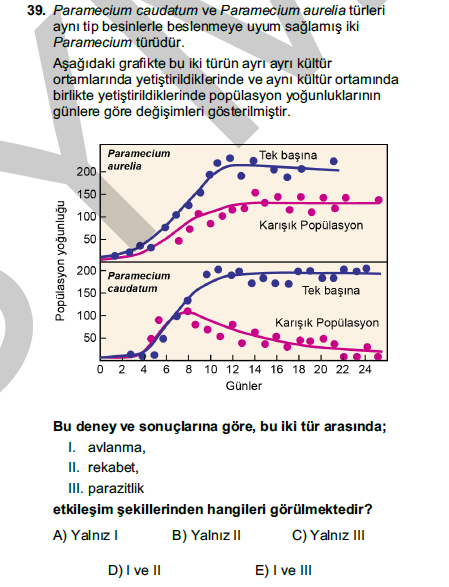 39. Paramecium caudatum ve Paramecium aurelia türleri
aynı tip besinlerle beslenmeye uyum sağlamış iki
Paramecium türüdür.
Aşağıdaki grafikte bu iki türün ayrı ayrı kültür
ortamlarında yetiştirildiklerinde ve aynı kültür ortamında
birlikte yetiştirildiklerinde popülasyon yoğunluklarının
günlere göre değişimleri gösterilmiştir.
Paramecium
aurelia
Tek başına
Karışık Popülasyon
200
150
100
50
Popülasyon yoğunluğu
Paramecium
caudatum
Tek başına
Karışık Popülasyon
200
150
100
50
0 2 4 6 8 10 12 14 16 18 20 22 24
Günler
Bu deney ve sonuçlarına göre, bu iki tür arasında;
I. avlanma,
II. rekabet,
III. parazitlik
etkileşim şekillerinden hangileri görülmektedir?
A) Yalnız I B) Yalnız II C) Yalnız III
D) I ve II E) I ve III